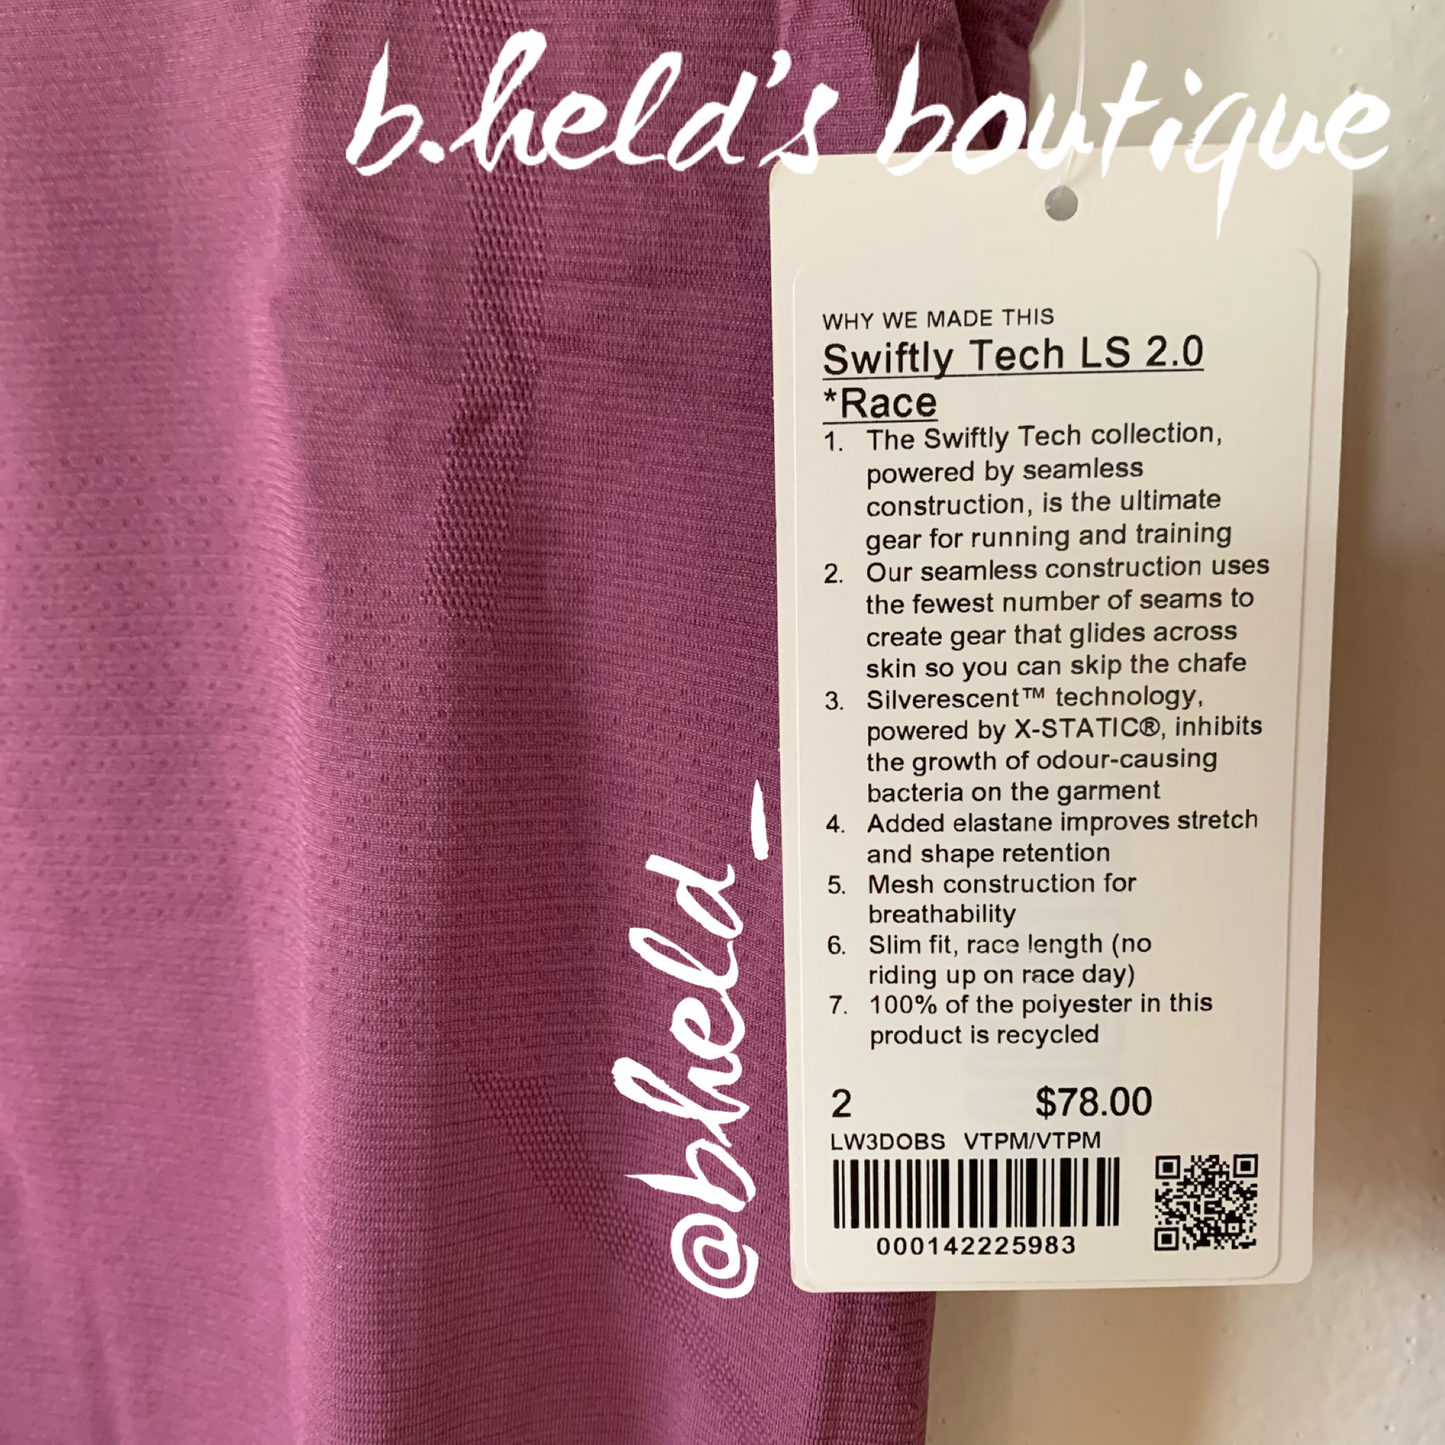 b.held's boutique
WHY WE MADE THIS
Swiftly Tech LS 2.0
*Race
1. The Swiftly Tech collection,
powered by seamless
construction, is the ultimate
gear for running and training
2. Our seamless construction uses
the fewest number of seams to
create gear that glides across
skin so you can skip the chafe
3. Silverescent™ technology,
powered by X-STATIC®, inhibits
the growth of odour-causing
bacteria on the garment
4. Added elastane improves stretch
and shape retention
5. Mesh construction for
breathability
6. Slim fit, race length (no
riding up on race day)
7. 100% of the polyester in this
product is recycled
2 $78.00
LW3DOBS VTPM/VTPM
000142225983
@bheld_